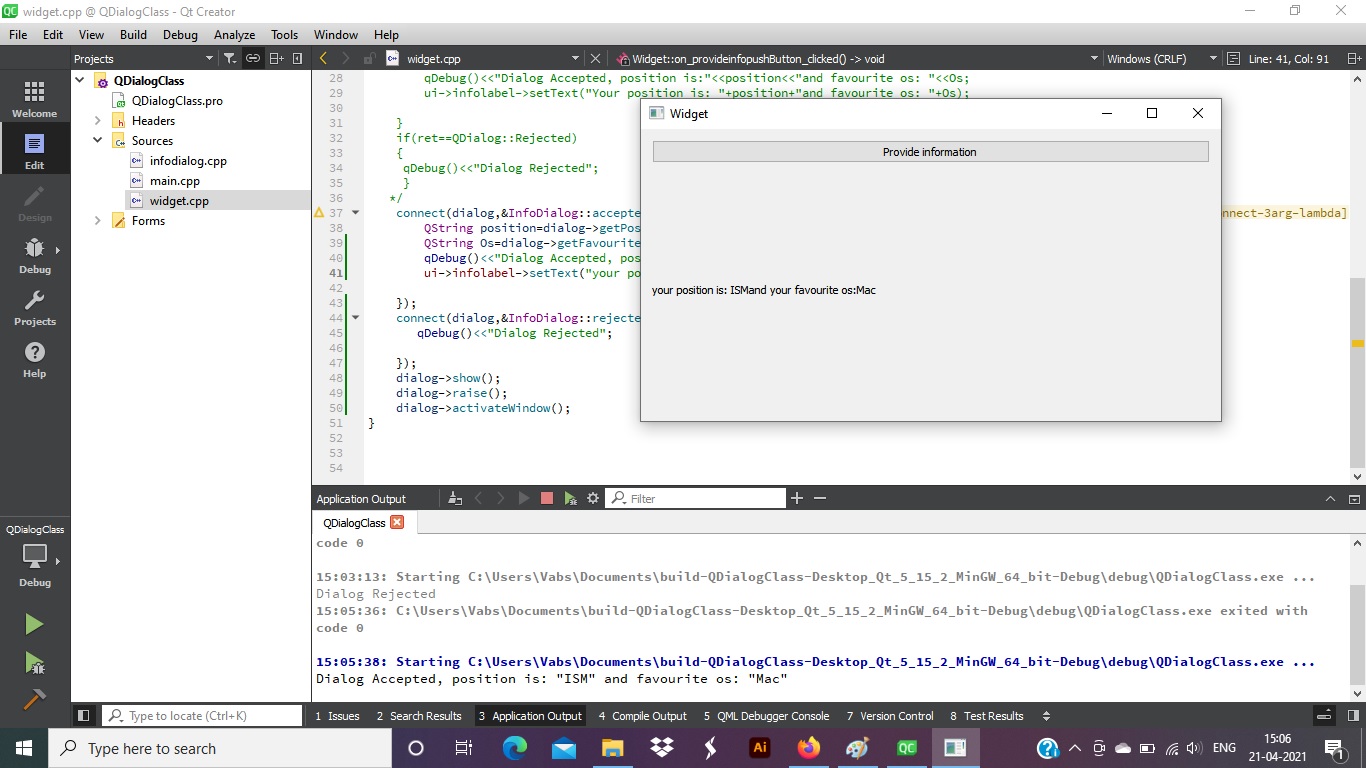 widget.cpp @ QDialogClass - Qt Creator
File Edit View Build Debug Analyze Tools Window Help
Projects
widget.cpp
Widget::on_provideinfopushButton_clicked() -> void
Windows (CRLF)
Line: 41, Col: 91
Welcome
Edit
Design
Debug
Projects
Help
QDialogClass
Debug
QDialogClass
QDialogClass.pro
Headers
Sources
infodialog.cpp
main.cpp
widget.cpp
Forms
28 qDebug()<<"Dialog Accepted, position is:"<<position<<"and favourite os: "<<Os;
29 ui->infolabel->setText("Your position is: "+position+"and favourite os: "+Os);
30
31 }
32 if(ret==QDialog::Rejected)
33 {
34 qDebug()<<"Dialog Rejected";
35 }
36 */
37 connect(dialog,&InfoDialog::accepte nnect-3arg-lambda]
38 QString position=dialog->getPos
39 QString Os=dialog->getFavourite
40 qDebug()<<"Dialog Accepted, pos
41 ui->infolabel->setText("your po
42
43 });
44 connect(dialog,&InfoDialog::rejecte
45 qDebug()<<"Dialog Rejected";
46
47 });
48 dialog->show();
49 dialog->raise();
50 dialog->activateWindow();
51 }
52
53
54
Widget
Provide information
your position is: ISMand your favourite os:Mac
Application Output
Filter
QDialogClass
code 0
15:03:13: Starting C:\Users\Vabs\Documents\build-QDialogClass-Desktop_Qt_5_15_2_MinGW_64_bit-Debug\debug\QDialogClass.exe ...
Dialog Rejected
15:05:36: C:\Users\Vabs\Documents\build-QDialogClass-Desktop_Qt_5_15_2_MinGW_64_bit-Debug\debug\QDialogClass.exe exited with
code 0
15:05:38: Starting C:\Users\Vabs\Documents\build-QDialogClass-Desktop_Qt_5_15_2_MinGW_64_bit-Debug\debug\QDialogClass.exe ...
Dialog Accepted, position is: "ISM" and favourite os: "Mac"
Type to locate (Ctrl+K)
1 Issues 2 Search Results 3 Application Output 4 Compile Output 5 QML Debugger Console 7 Version Control 8 Test Results
Type here to search
Ai
QC
ENG
15:06
21-04-2021
1